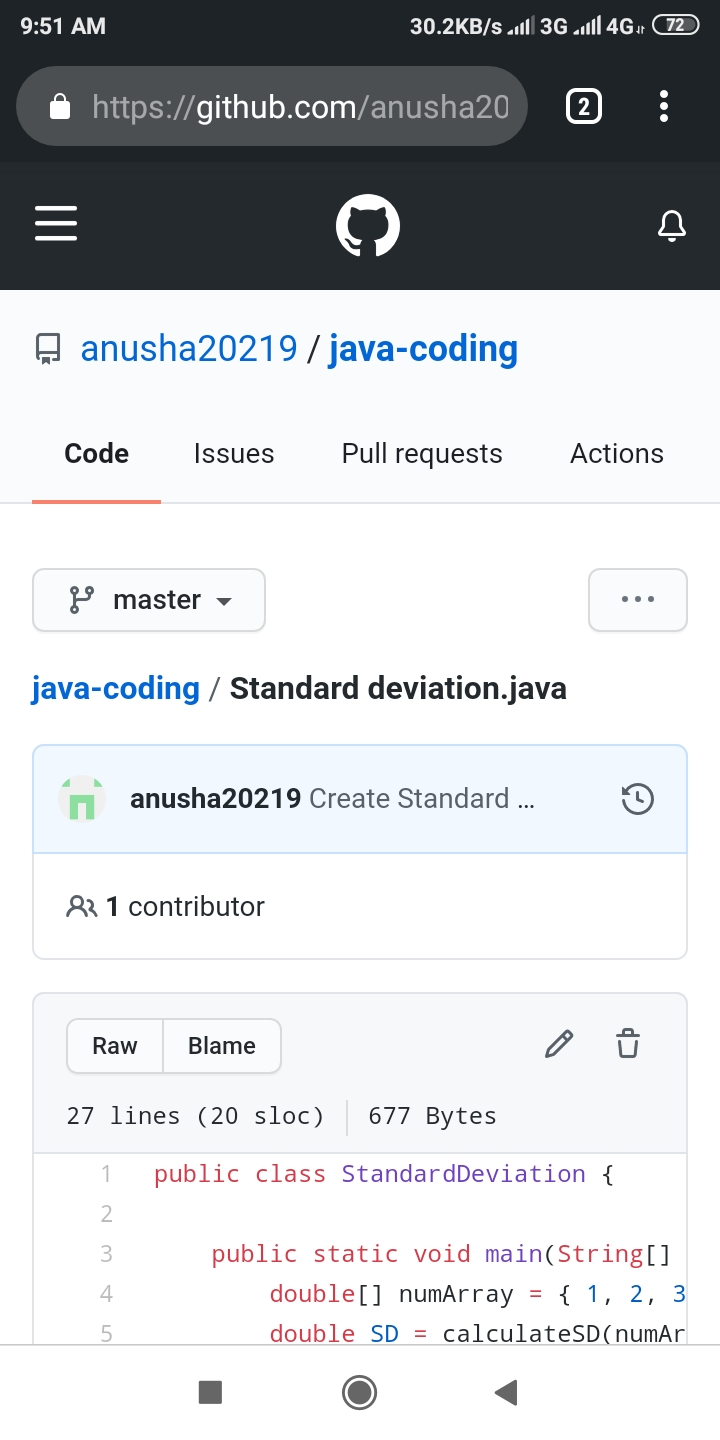 9:51 AM 30.2KB/s 3G 4G 72
https://github.com/anusha20 2
anusha20219 / java-coding
Code Issues Pull requests Actions
master ...
java-coding / Standard deviation.java
anusha20219 Create Standard ...
1 contributor
Raw Blame
27 lines (20 sloc) 677 Bytes
1 public class StandardDeviation {
2
3 public static void main(String[]
4 double[] numArray = { 1, 2, 3
5 double SD = calculateSD(numAr